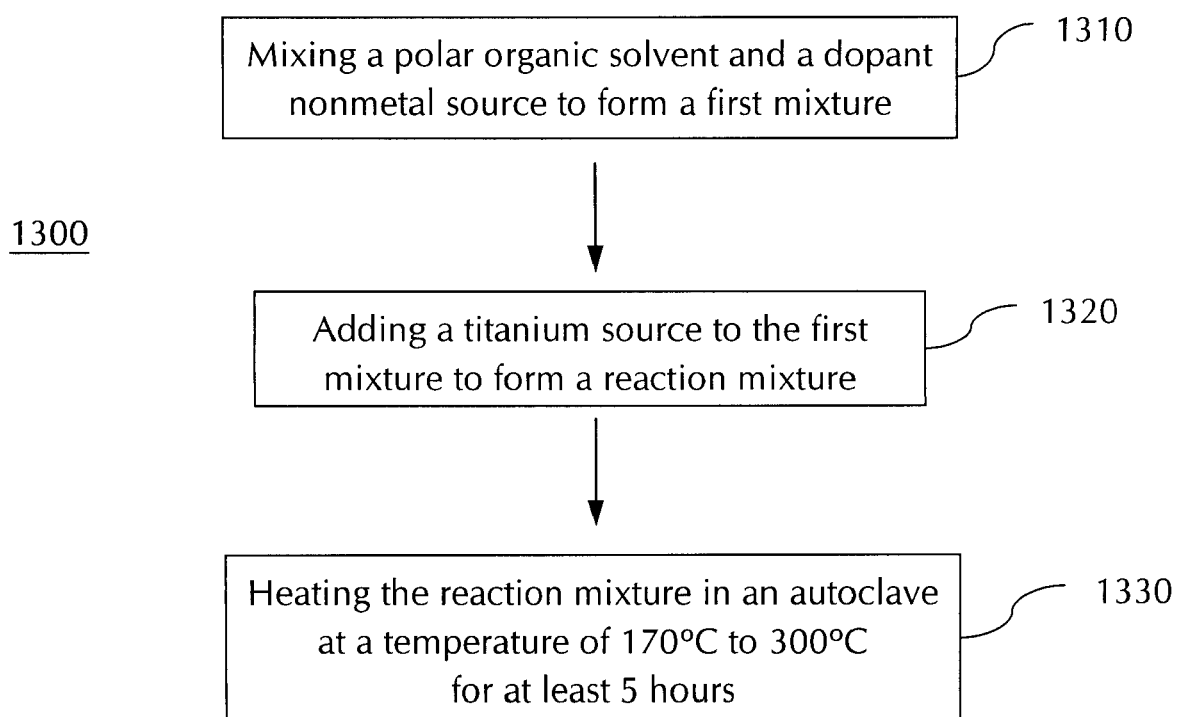 1310
Mixing a polar organic solvent and a dopant
nonmetal source to form a first mixture
1300
1320
Adding a titanium source to the first
mixture to form a reaction mixture
1330
Heating the reaction mixture in an autoclave
at a temperature of 170ºC to 300ºC
for at least 5 hours